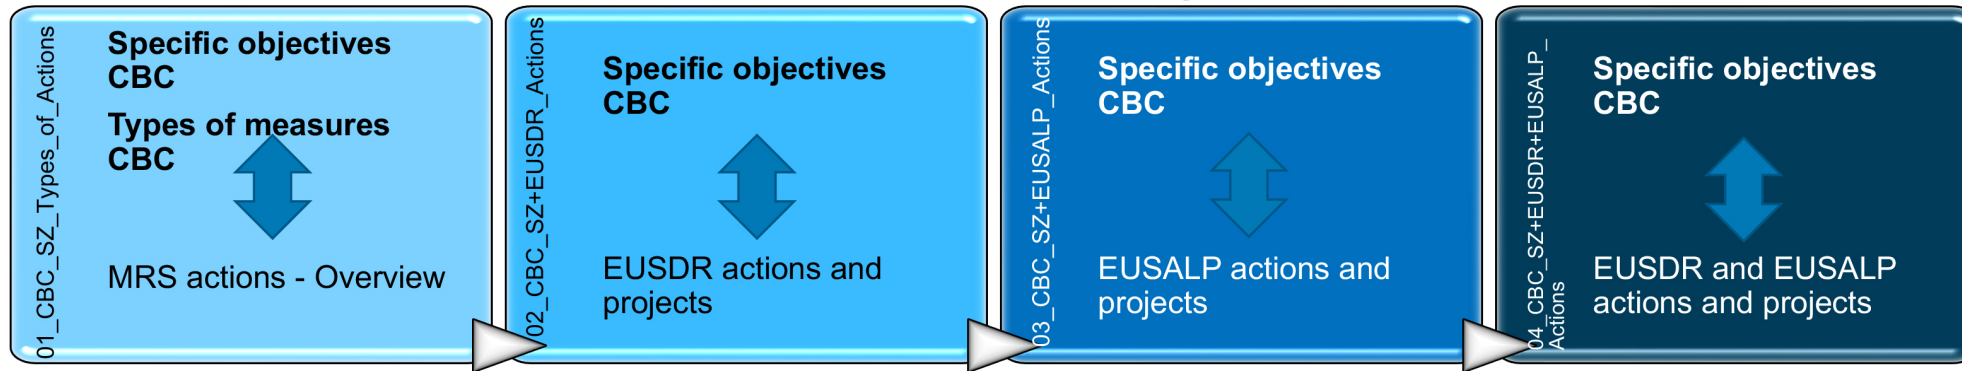 01_CBC_SZ_Types_of_Actions
Specific objectives
CBC
Types of measures
CBC
MRS actions - Overview
02_CBC_SZ+EUSDR_Actions
Specific objectives
CBC
EUSDR actions and
projects
03_CBC_SZ+EUSALP_Actions
Specific objectives
CBC
EUSALP actions and
projects
04_CBC_SZ+EUSDR+EUSALP_
Actions
Specific objectives
CBC
EUSDR and EUSALP
actions and projects